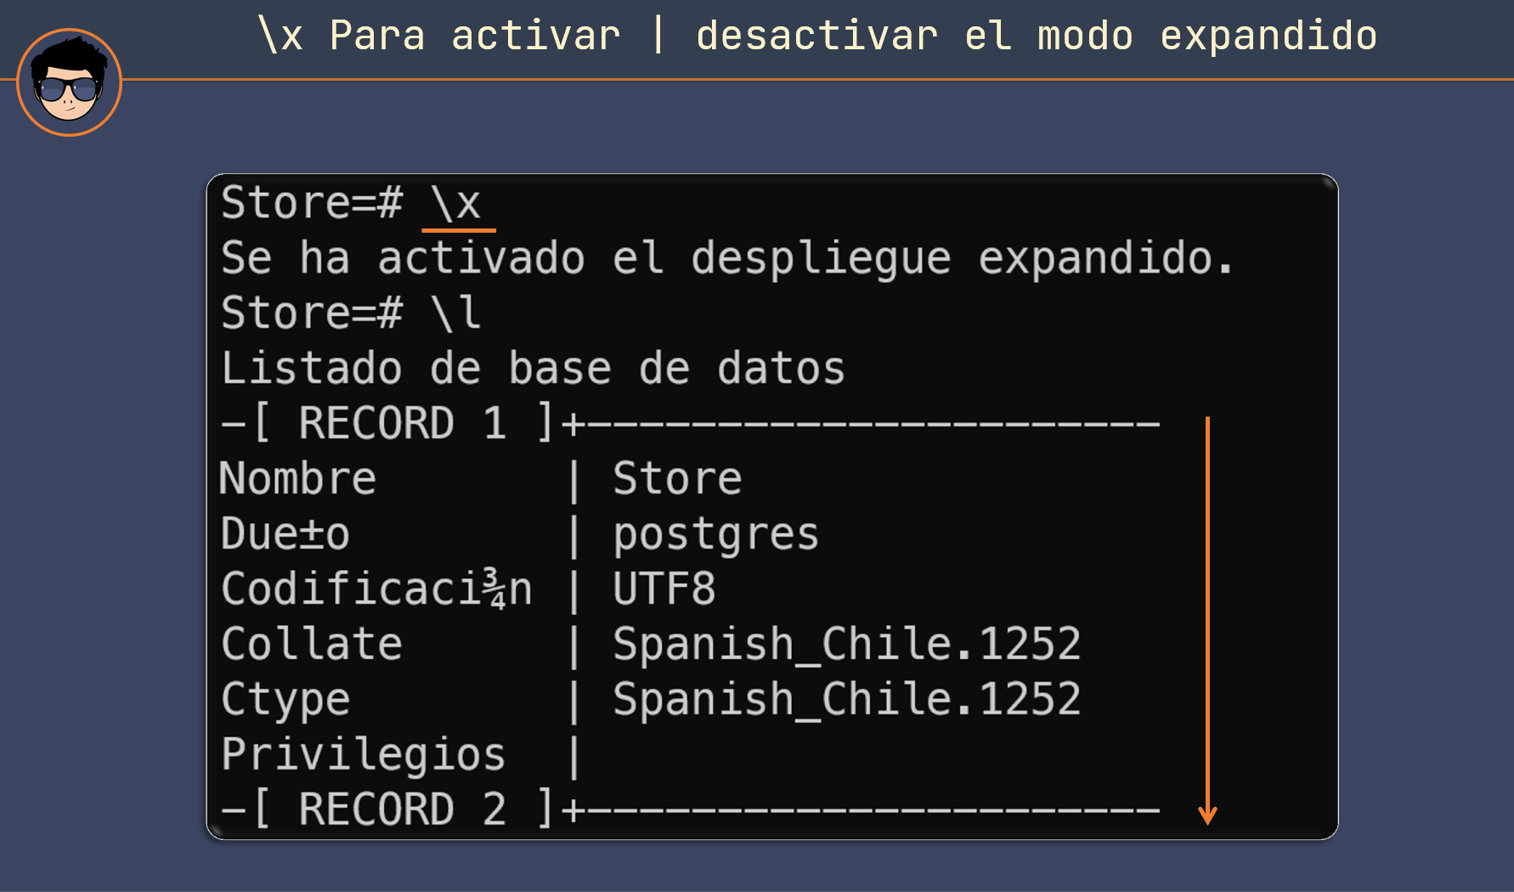 \x Para activar | desactivar el modo expandido
Store=# \x
Se ha activado el despliegue expandido.
Store=# \l
Listado de base de datos
-[ RECORD 1 ]+----------------------
Nombre       | Store
Due±o        | postgres
Codificaci¾n | UTF8
Collate      | Spanish_Chile.1252
Ctype        | Spanish_Chile.1252
Privilegios  |
-[ RECORD 2 ]+----------------------